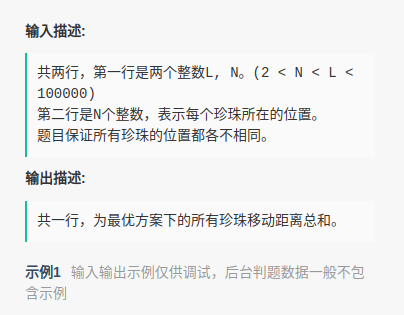 输入描述:
共两行，第一行是两个整数L, N。(2 < N < L <
100000)
第二行是N个整数，表示每个珍珠所在的位置。
题目保证所有珍珠的位置都各不相同。
输出描述:
共一行，为最优方案下的所有珍珠移动距离总和。
示例1 输入输出示例仅供调试，后台判题数据一般不包
含示例